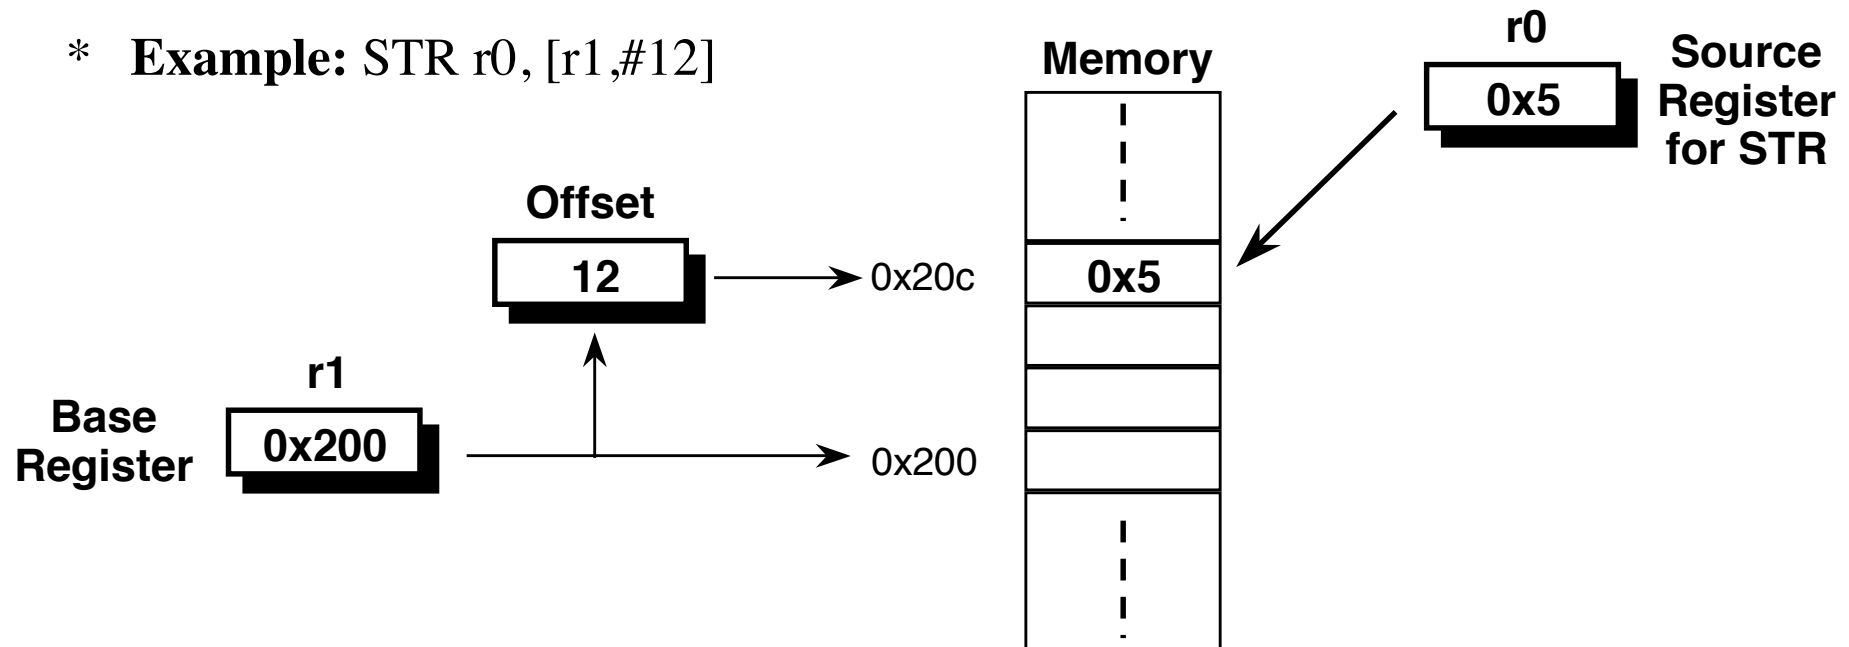 * Example: STR r0, [r1,#12]
Memory
r0
0x5
Source
Register
for STR
Offset
12
0x20c
0x5
r1
Base
Register
0x200
0x200